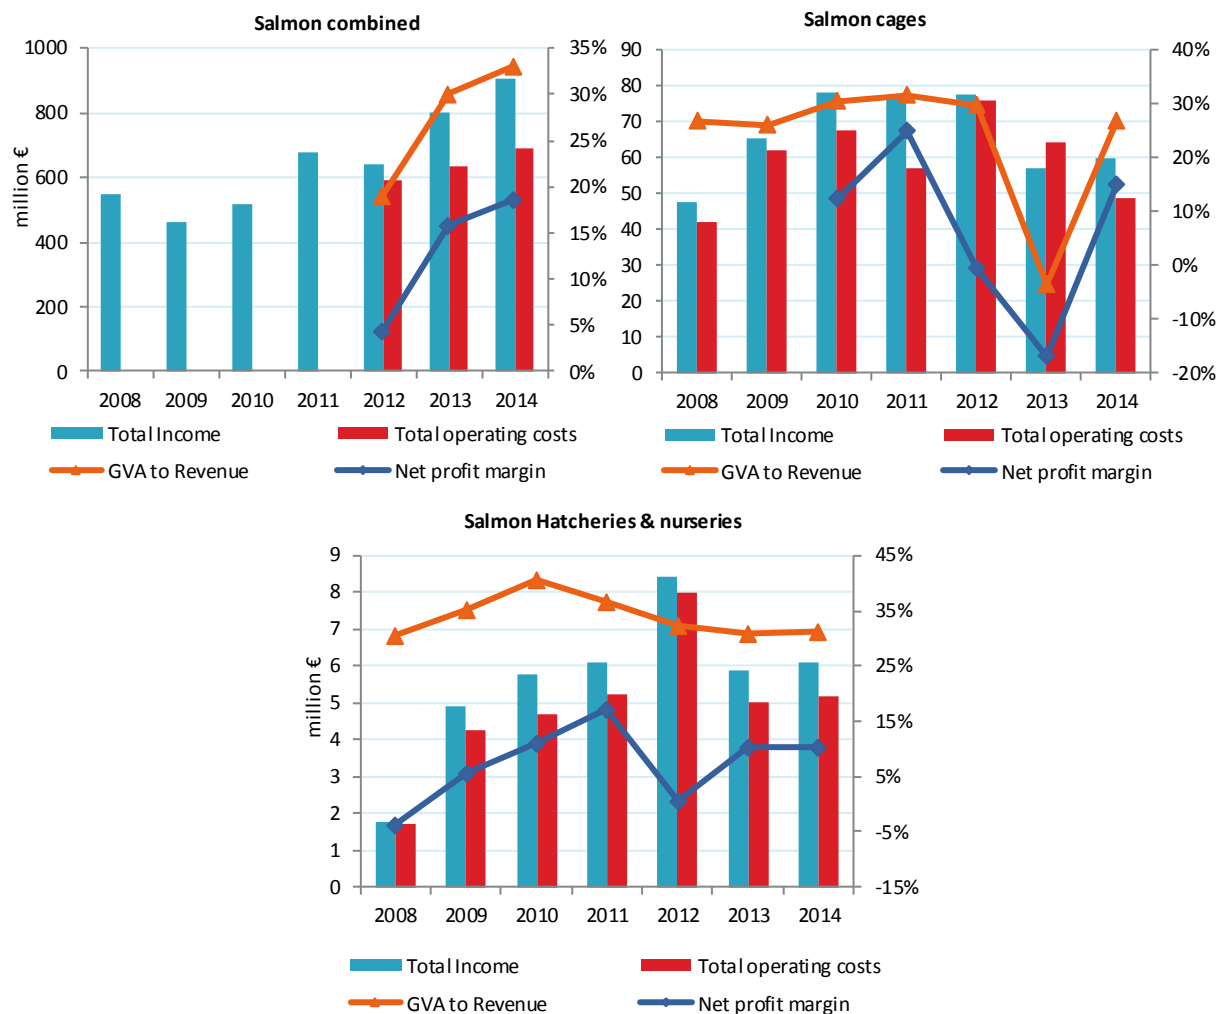 Salmon combined
1000
800
600
400
200
0
million €
35%
30%
25%
20%
15%
10%
5%
0%
2008 2009 2010 2011 2012 2013 2014
Total Income
Total operating costs
GVA to Revenue
Net profit margin
Salmon cages
90
80
70
60
50
40
30
20
10
0
40%
30%
20%
10%
0%
-10%
-20%
2008 2009 2010 2011 2012 2013 2014
Total Income
Total operating costs
GVA to Revenue
Net profit margin
Salmon Hatcheries & nurseries
9
8
7
6
5
4
3
2
1
0
million €
45%
35%
25%
15%
5%
-5%
-15%
2008 2009 2010 2011 2012 2013 2014
Total Income
Total operating costs
GVA to Revenue
Net profit margin